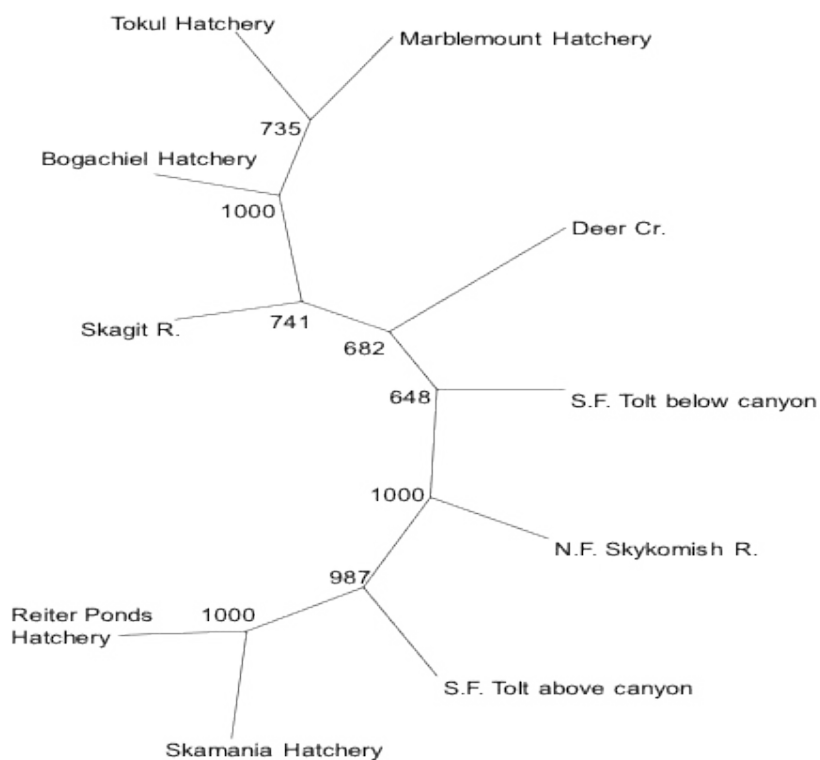 Tokul Hatchery
Marblemount Hatchery
735
Bogachiel Hatchery
1000
Deer Cr.
Skagit R.
741
682
648
S.F. Tolt below canyon
1000
N.F. Skykomish R.
987
Reiter Ponds
Hatchery
1000
S.F. Tolt above canyon
Skamania Hatchery